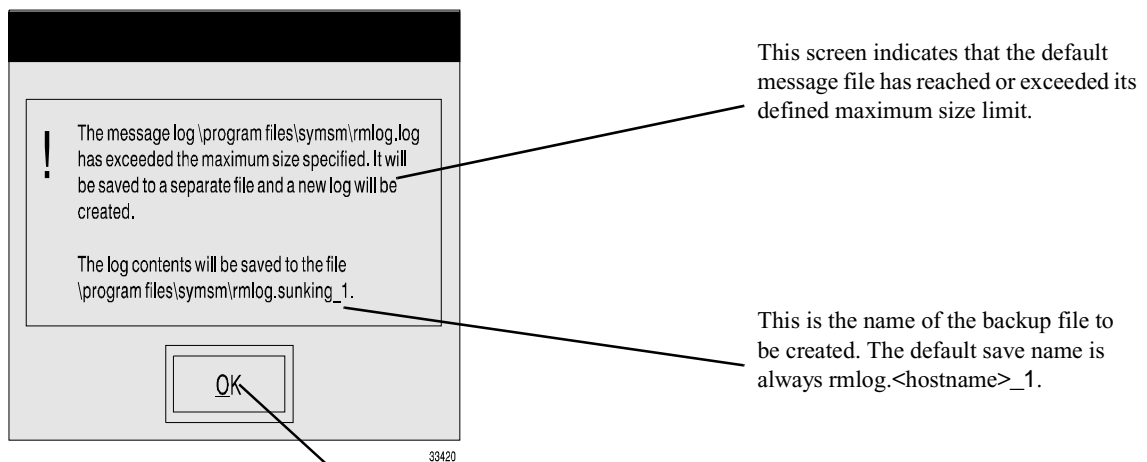 The message log \program files\symsm\rmlog.log
has exceeded the maximum size specified. It will
be saved to a separate file and a new log will be
created.
The log contents will be saved to the file
\program files\symsm\rmlog.sunking_1.
!
OK
33420
This screen indicates that the default
message file has reached or exceeded its
defined maximum size limit.
This is the name of the backup file to
be created. The default save name is
always rmlog.<hostname>_1.